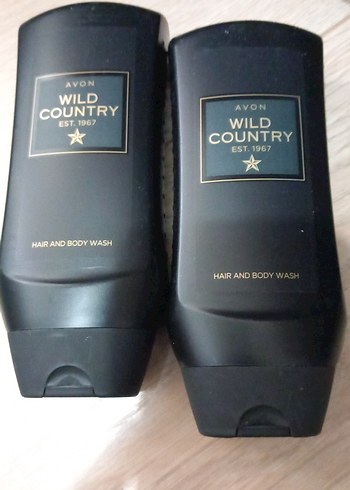 AVON
WILD
COUNTRY
EST. 1967
HAIR AND BODY WASH
AVON
WILD
COUNTRY
EST. 1967
HAIR AND BODY WASH